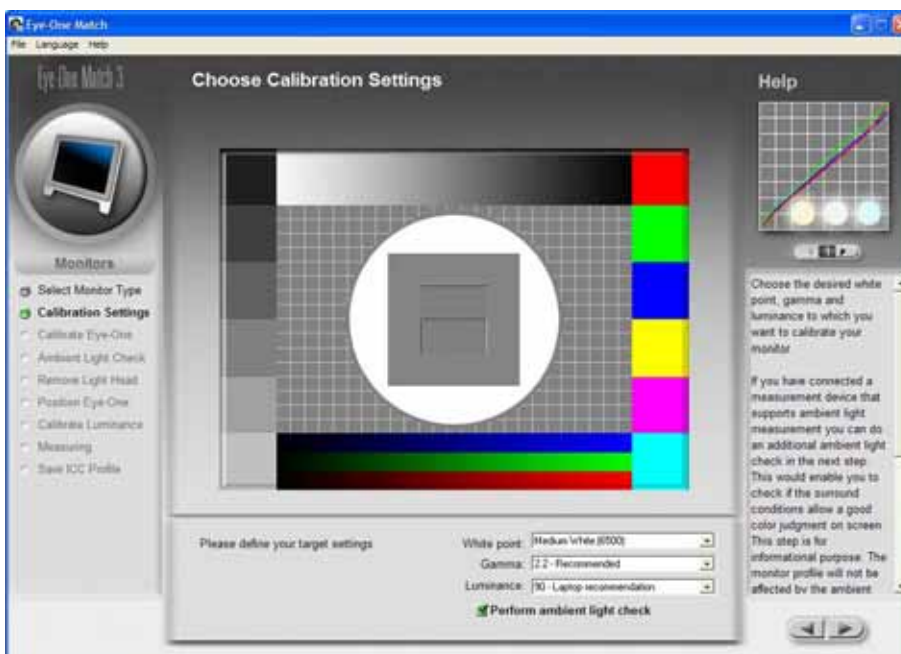 Eye-One Match
File Language Help
Eye One Match 3
Choose Calibration Settings
Help
Monitors
Select Monitor Type
Calibration Settings
Calibrate Eye-One
Ambient Light Check
Remove Light Head
Position Eye-One
Calibrate Luminance
Measuring
Save ICC Profile
Please define your target settings
White point: Medium White (6500)
Gamma: 2.2 - Recommended
Luminance: 90 - Laptop recommendation
Perform ambient light check
Choose the desired white
point, gamma and
luminance to which you
want to calibrate your
monitor
If you have connected a
measurement device that
supports ambient light
measurement you can do
an additional ambient light
check in the next step
This would enable you to
check if the surround
conditions allow a good
color judgment on screen
This step is for
informational purpose. The
monitor profile will not be
affected by the ambient